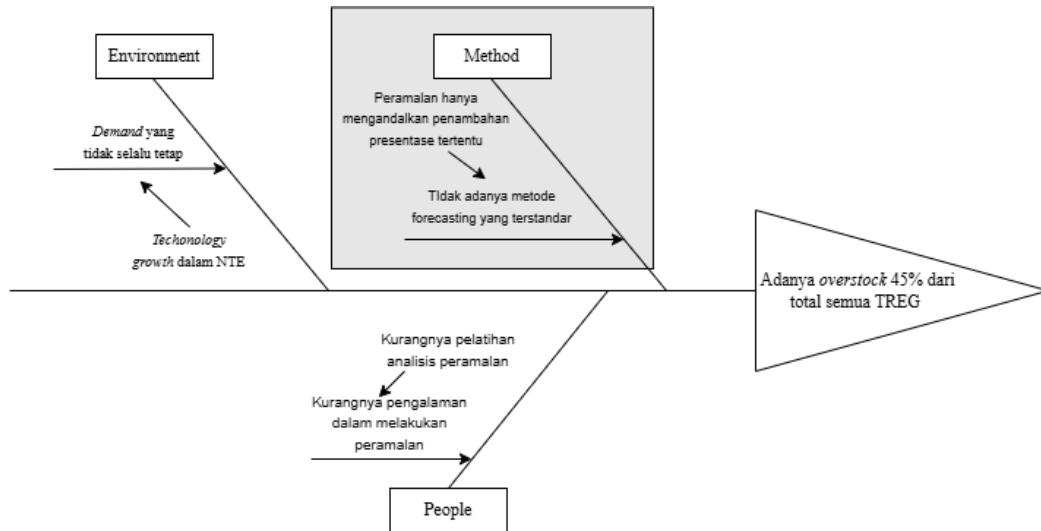 Environment
Demand yang
tidak selalu tetap
Techonology
growth dalam NTE
Method
Peramalan hanya
mengandalkan penambahan
presentase tertentu
TIdak adanya metode
forecasting yang terstandar
Adanya overstock 45% dari
total semua TREG
Kurangnya pelatihan
analisis peramalan
Kurangnya pengalaman
dalam melakukan
peramalan
People